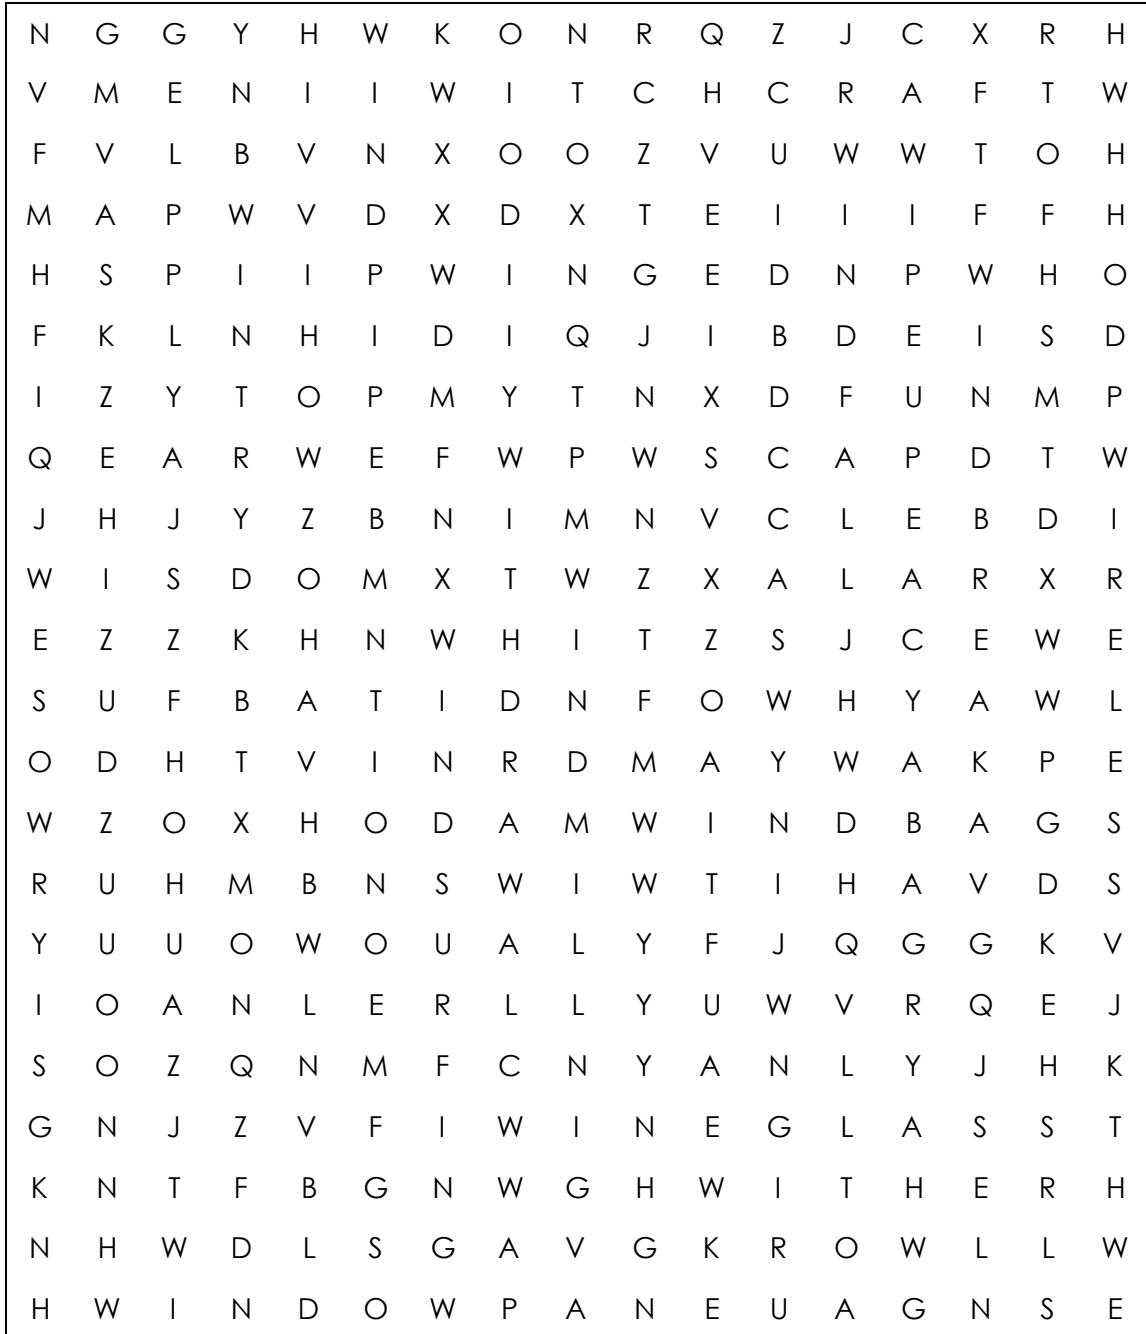 N G G Y H W K O N R Q Z J C X R H
V M E N I I W I T C H C R A F T W
F V L B V N X O O Z V U W W T O H
M A P W V D X D X T E I I I F F H
H S P I I P W I N G E D N P W H O
F K L N H I D I Q J I B D E I S D
I Z Y T O P M Y T N X D F U N M P
Q E A R W E F W P W S C A P D T W
J H J Y Z B N I M N V C L E B D I
W I S D O M X T W Z X A L A R X R
E Z Z K H N W H I T Z S J C E W E
S U F B A T I D N F O W H Y A W L
O D H T V I N R D M A Y W A K P E
W Z O X H O D A M W I N D B A G S
R U H M B N S W I W T I H A V D S
Y U U O W O U A L Y F J Q G G K V
I O A N L E R L L Y U W V R Q E J
S O Z Q N M F C N Y A N L Y J H K
G N J Z V F I W I N E G L A S S T
K N T F B G N W G H W I T H E R H
N H W D L S G A V G K R O W L L W
H W I N D O W P A N E U A G N S E